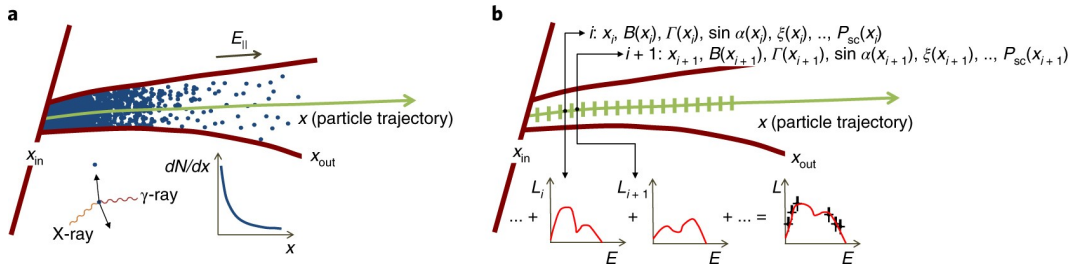 a
E||
x (particle trajectory)
x_in
x_out
dN/dx
γ-ray
X-ray
x
b
i: x_i, B(x_i), Γ(x_i), sin α(x_i), ξ(x_i), .., P_sc(x_i)
i + 1: x_{i+1}, B(x_{i+1}), Γ(x_{i+1}), sin α(x_{i+1}), ξ(x_{i+1}), .., P_sc(x_{i+1})
x (particle trajectory)
x_in
x_out
L_i
L_{i+1}
L
... +
+
+ ... =
E
E
E